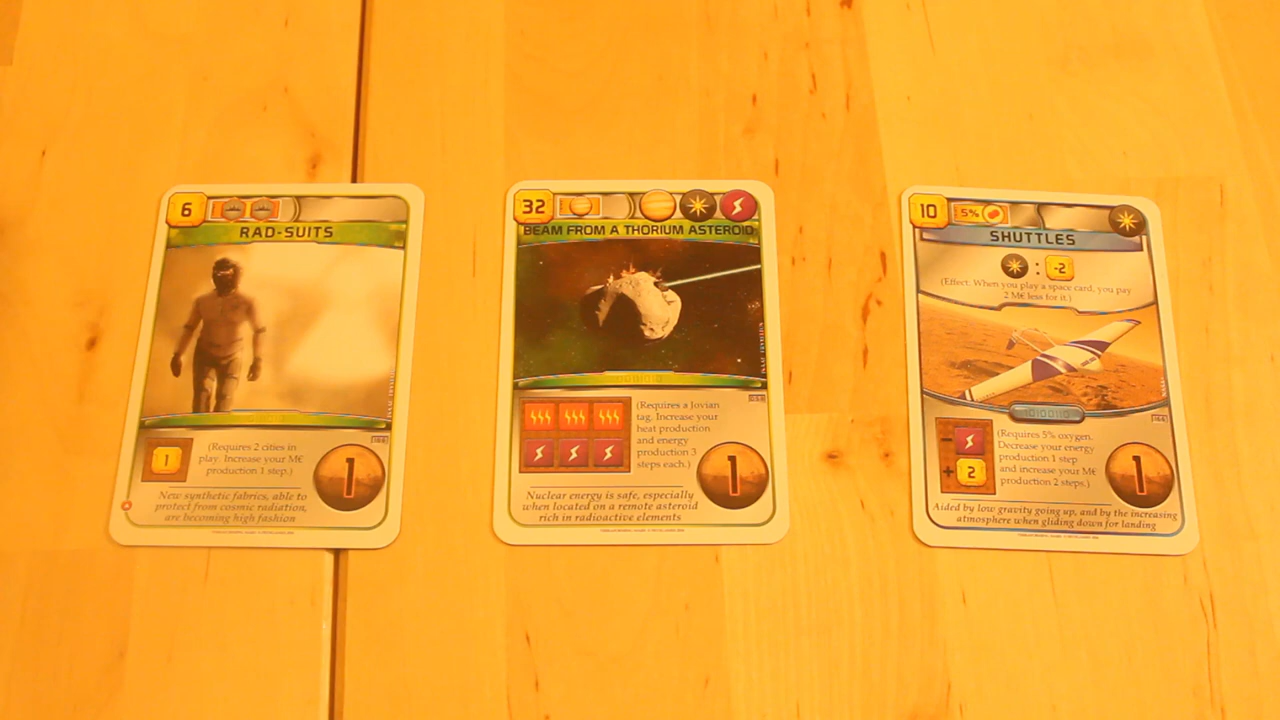 6
RAD-SUITS
1
(Requires 2 cities in
play. Increase your M€
production 1 step.)
1
New synthetic fabrics, able to
protect from cosmic radiation,
are becoming high fashion
32
BEAM FROM A THORIUM ASTEROID
(Requires a Jovian
tag. Increase your
heat production
and energy
production 3
steps each.)
1
Nuclear energy is safe, especially
when located on a remote asteroid
rich in radioactive elements
10
5%
SHUTTLES
: -2
(Effect: When you play a space card, you pay
2 M€ less for it.)
10100110
166
- 
+ 2
(Requires 5% oxygen.
Decrease your energy
production 1 step
and increase your M€
production 2 steps.)
1
Aided by low gravity going up, and by the increasing
atmosphere when gliding down for landing